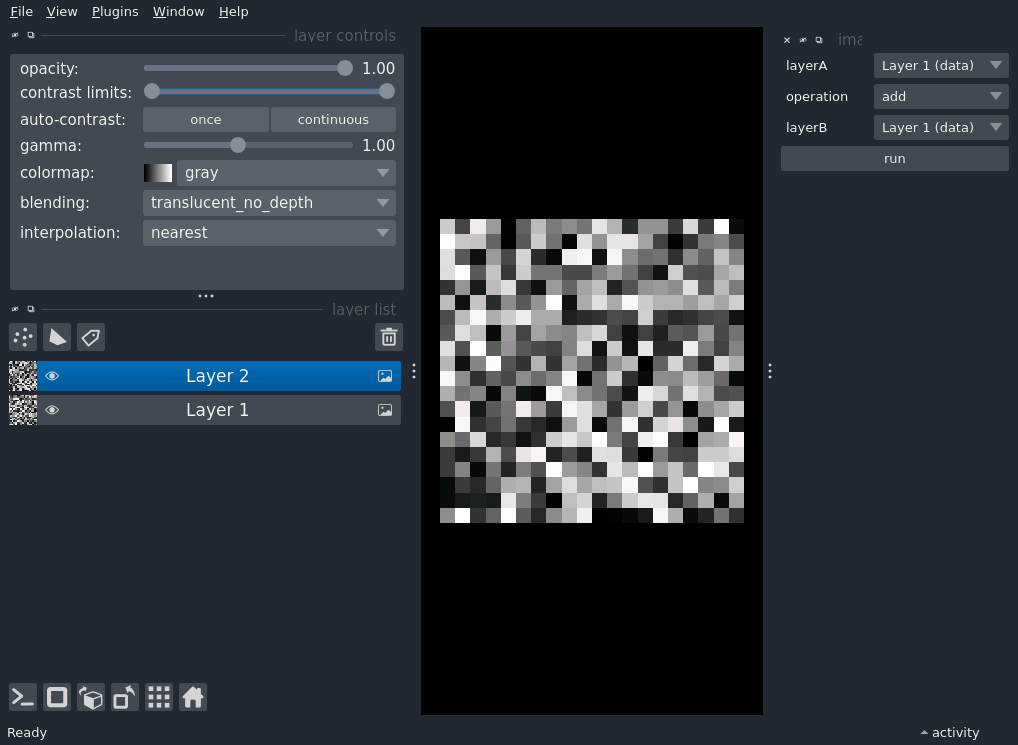 File View Plugins Window Help
layer controls
opacity: 1.00
contrast limits:
auto-contrast: once continuous
gamma: 1.00
colormap: gray
blending: translucent_no_depth
interpolation: nearest
layer list
Layer 2
Layer 1
ima
layerA Layer 1 (data)
operation add
layerB Layer 1 (data)
run
Ready
activity